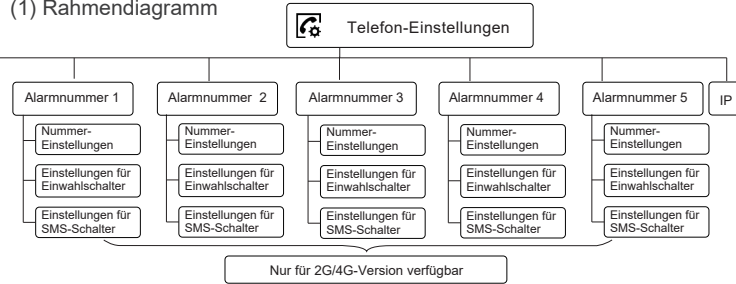 (1) Rahmendiagramm
Telefon-Einstellungen
Alarmnummer 1
Nummer-
Einstellungen
Einstellungen für
Einwahlschalter
Einstellungen für
SMS-Schalter
Alarmnummer 2
Nummer-
Einstellungen
Einstellungen für
Einwahlschalter
Einstellungen für
SMS-Schalter
Alarmnummer 3
Nummer-
Einstellungen
Einstellungen für
Einwahlschalter
Einstellungen für
SMS-Schalter
Alarmnummer 4
Nummer-
Einstellungen
Einstellungen für
Einwahlschalter
Einstellungen für
SMS-Schalter
Alarmnummer 5
Nummer-
Einstellungen
Einstellungen für
Einwahlschalter
Einstellungen für
SMS-Schalter
IP
Nur für 2G/4G-Version verfügbar